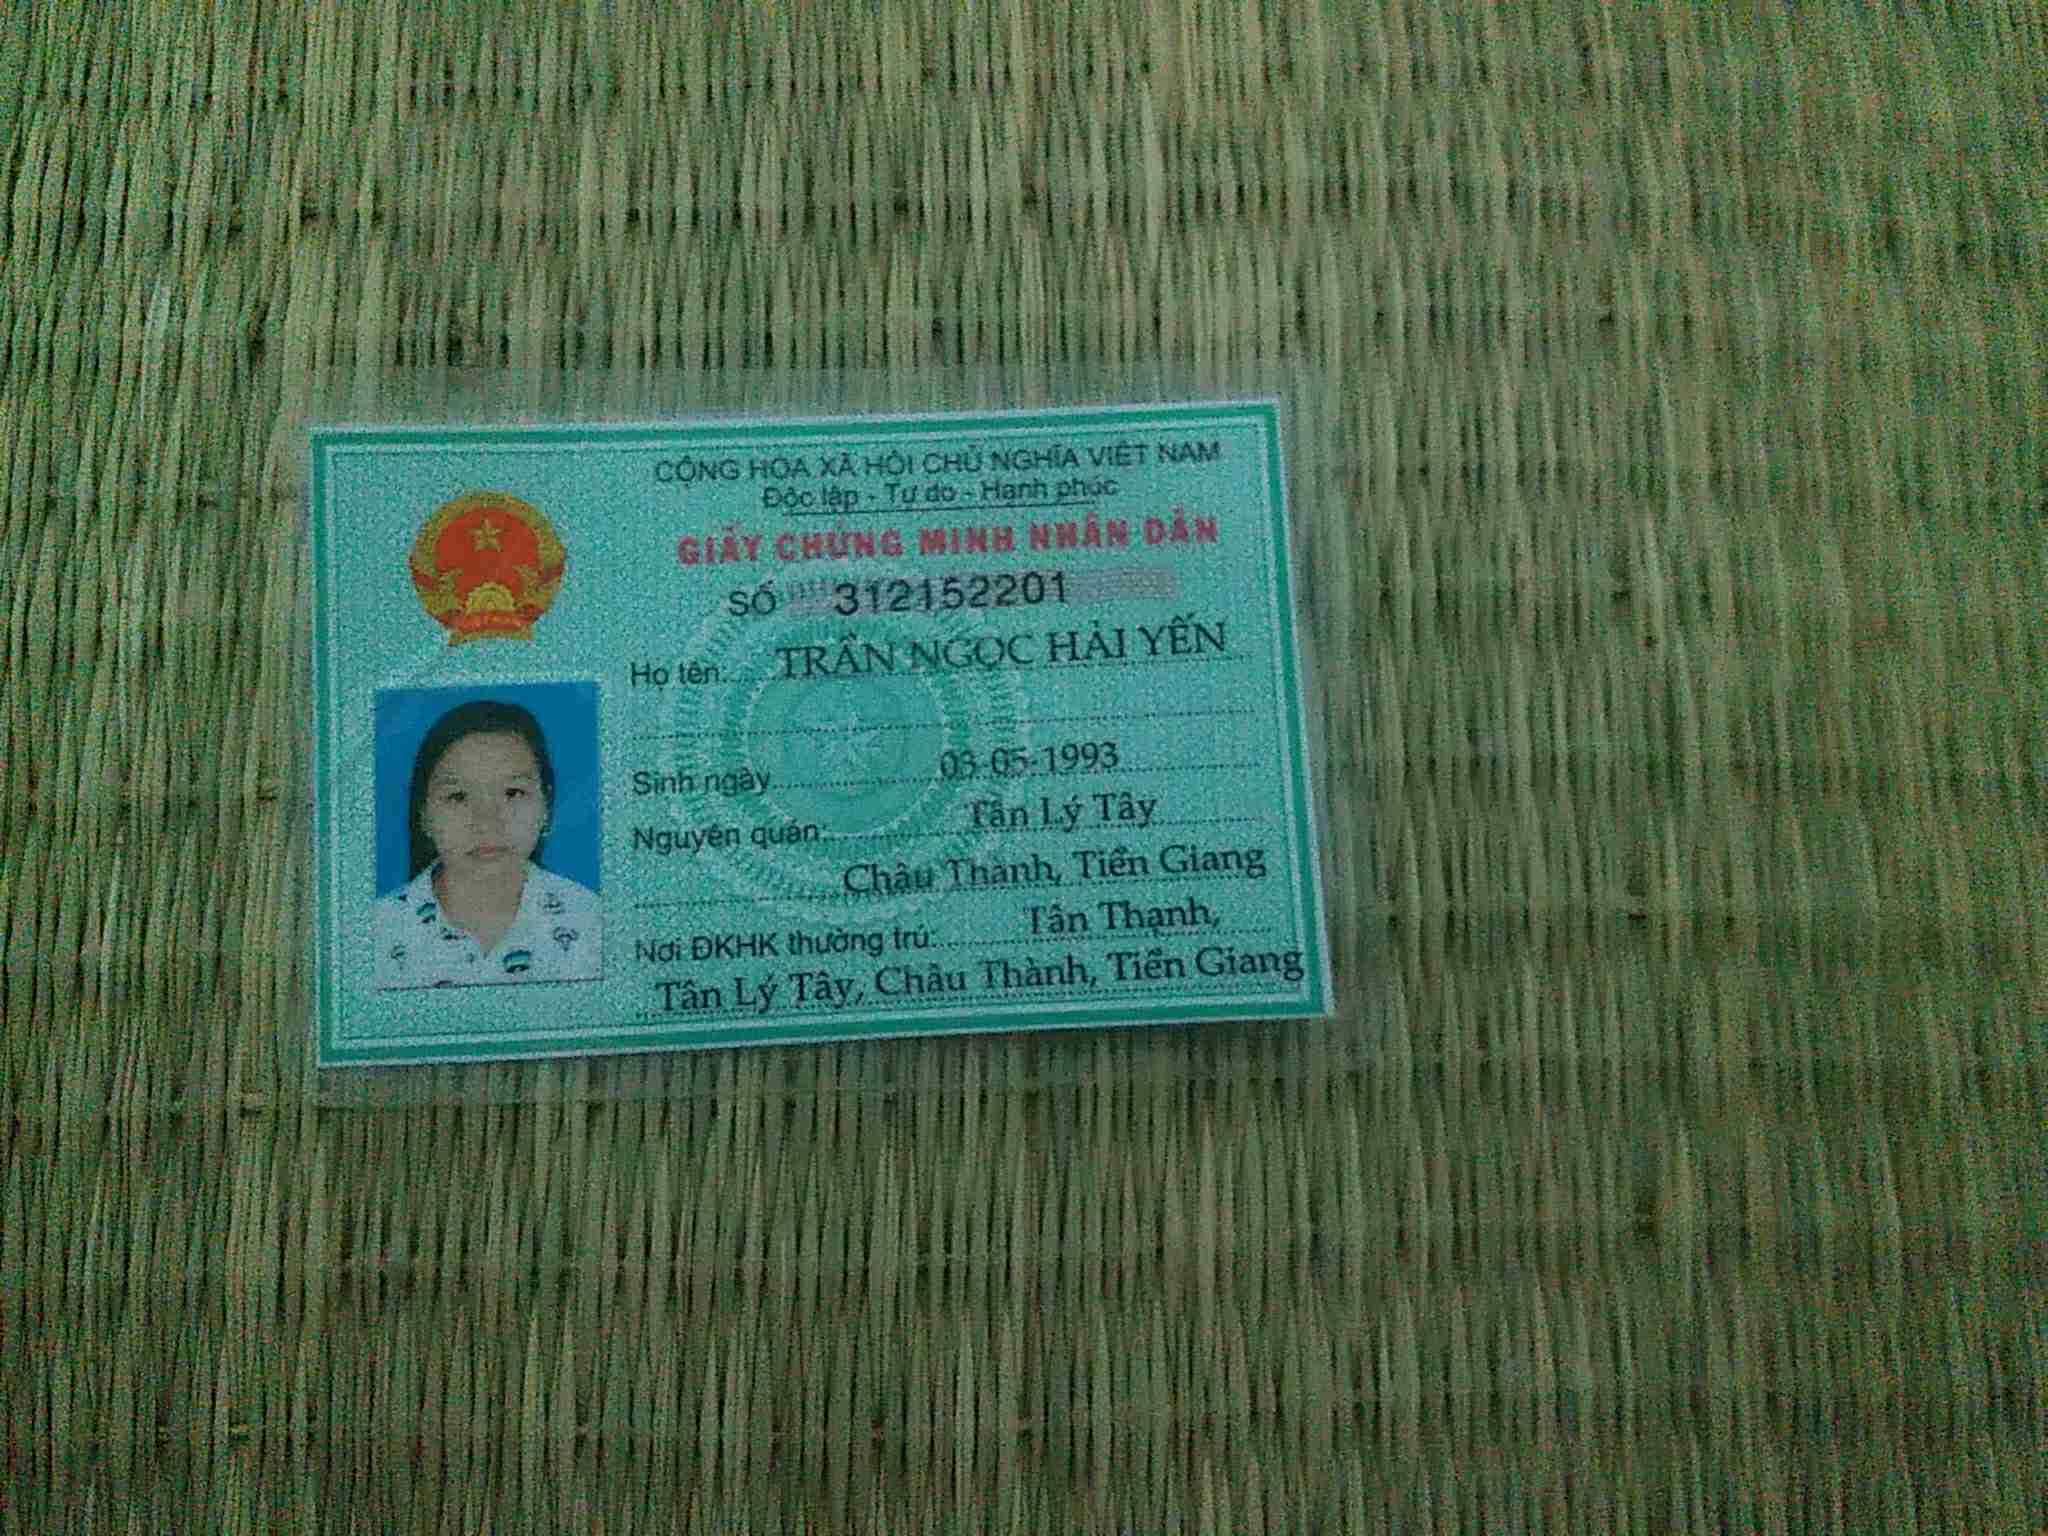 CỘNG HÒA XÃ HỘI CHỦ NGHĨA VIỆT NAM
Độc lập - Tự do - Hạnh phúc
GIẤY CHỨNG MINH NHÂN DÂN
SỐ 312152201
Họ tên: TRẦN NGỌC HẢI YẾN
Sinh ngày 03-05-1993
Nguyên quán: Tân Lý Tây
Châu Thành, Tiền Giang
Nơi ĐKHK thường trú: Tân Thạnh,
Tân Lý Tây, Châu Thành, Tiền Giang